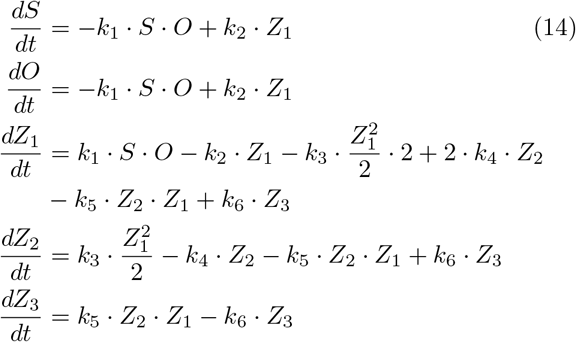 dS/dt = −k₁ · S · O + k₂ · Z₁ (14)
dO/dt = −k₁ · S · O + k₂ · Z₁
dZ₁/dt = k₁ · S · O − k₂ · Z₁ − k₃ · Z₁²/2 · 2 + 2 · k₄ · Z₂
− k₅ · Z₂ · Z₁ + k₆ · Z₃
dZ₂/dt = k₃ · Z₁²/2 − k₄ · Z₂ − k₅ · Z₂ · Z₁ + k₆ · Z₃
dZ₃/dt = k₅ · Z₂ · Z₁ − k₆ · Z₃